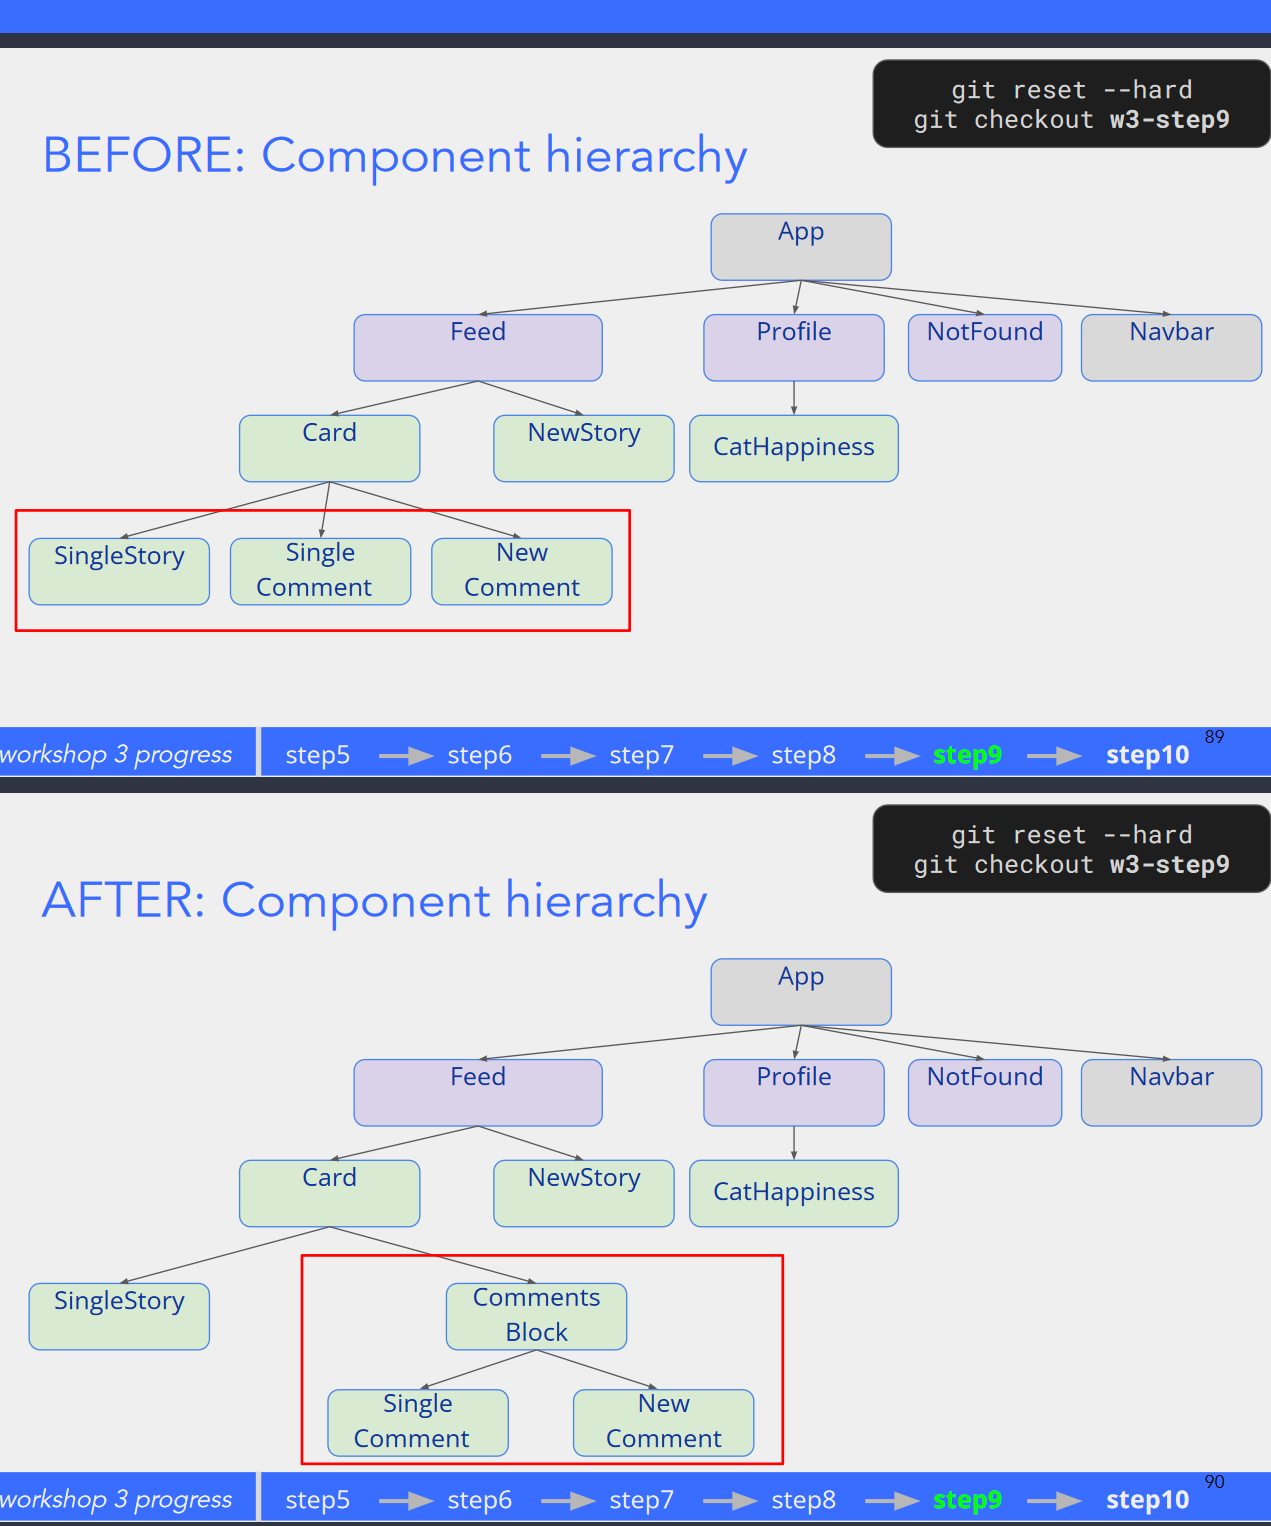 git reset --hard
git checkout w3-step9
BEFORE: Component hierarchy
App
Feed
Profile
NotFound
Navbar
Card
NewStory
CatHappiness
SingleStory
Single
Comment
New
Comment
workshop 3 progress
step5
step6
step7
step8
step9
step10
89
git reset --hard
git checkout w3-step9
AFTER: Component hierarchy
App
Feed
Profile
NotFound
Navbar
Card
NewStory
CatHappiness
SingleStory
Comments
Block
Single
Comment
New
Comment
workshop 3 progress
step5
step6
step7
step8
step9
step10
90